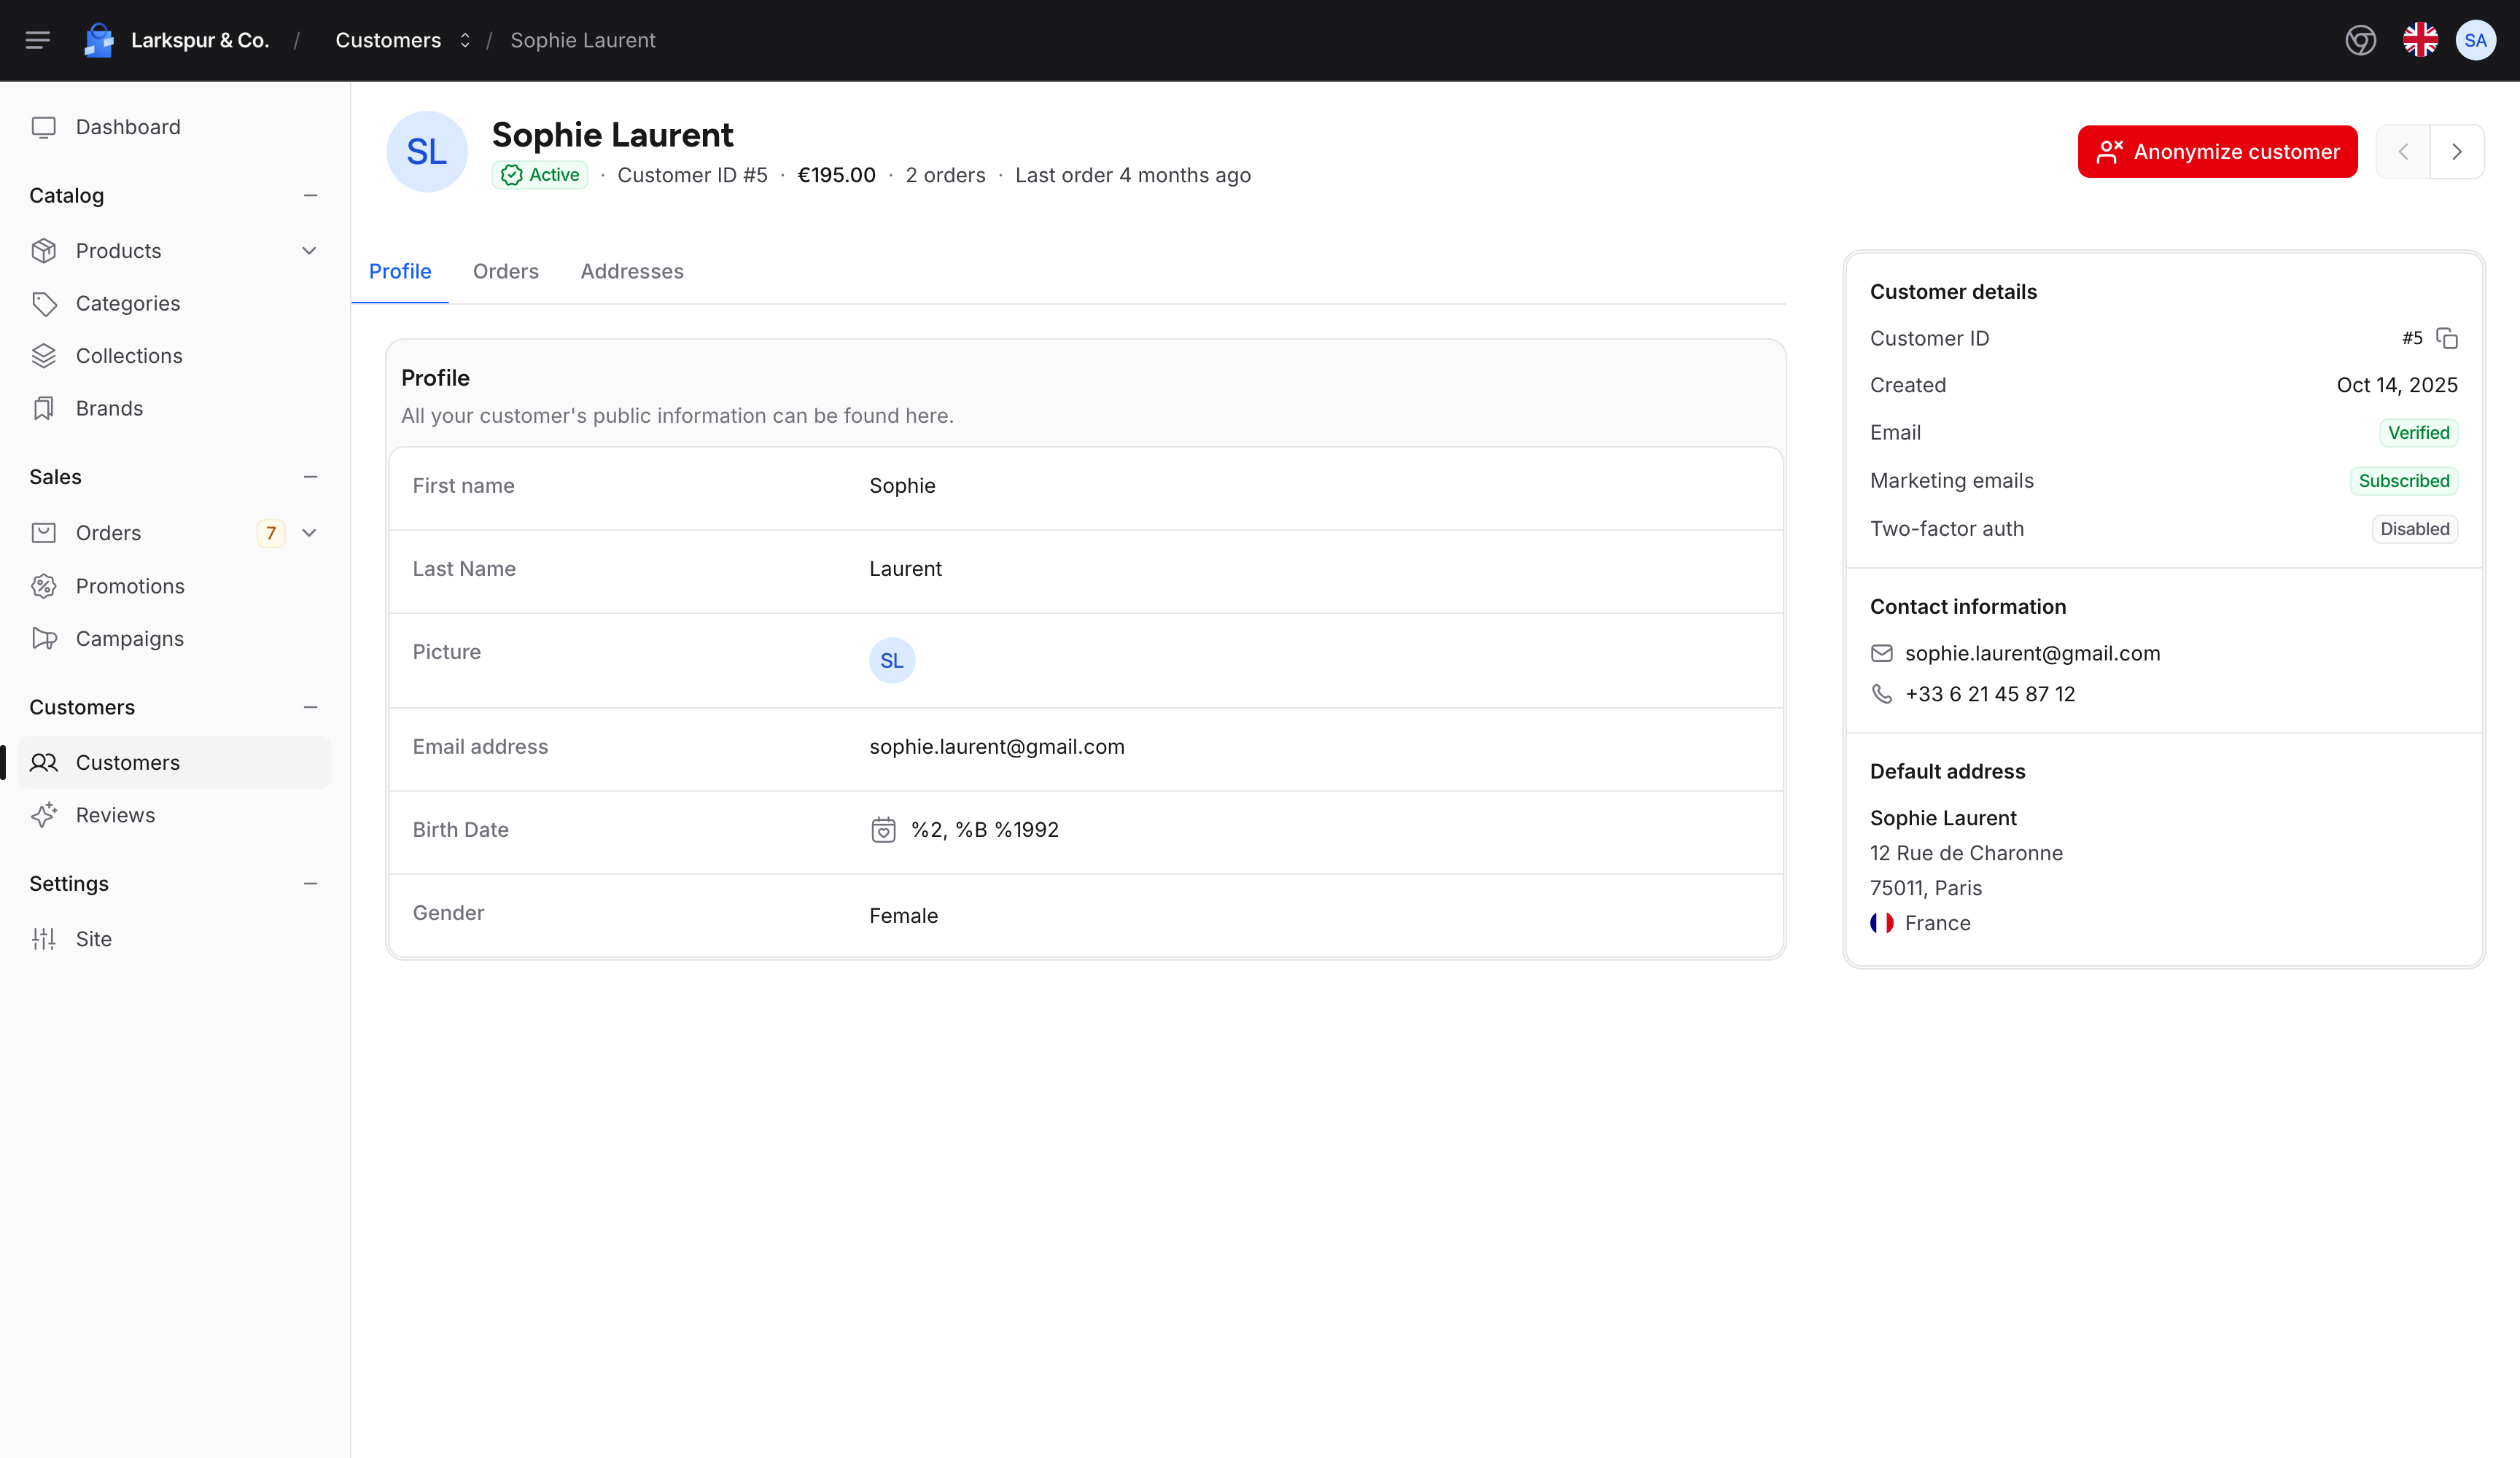 Larkspur & Co. / Customers / Sophie Laurent
SA
Dashboard
Catalog
Products
Categories
Collections
Brands
Sales
Orders 7
Promotions
Campaigns
Customers
Customers
Reviews
Settings
Site
SL
Sophie Laurent
Active · Customer ID #5 · €195.00 · 2 orders · Last order 4 months ago
Anonymize customer
Profile Orders Addresses
Profile
All your customer's public information can be found here.
First name Sophie
Last Name Laurent
Picture SL
Email address sophie.laurent@gmail.com
Birth Date %2, %B %1992
Gender Female
Customer details
Customer ID #5
Created Oct 14, 2025
Email Verified
Marketing emails Subscribed
Two-factor auth Disabled
Contact information
sophie.laurent@gmail.com
+33 6 21 45 87 12
Default address
Sophie Laurent
12 Rue de Charonne
75011, Paris
France